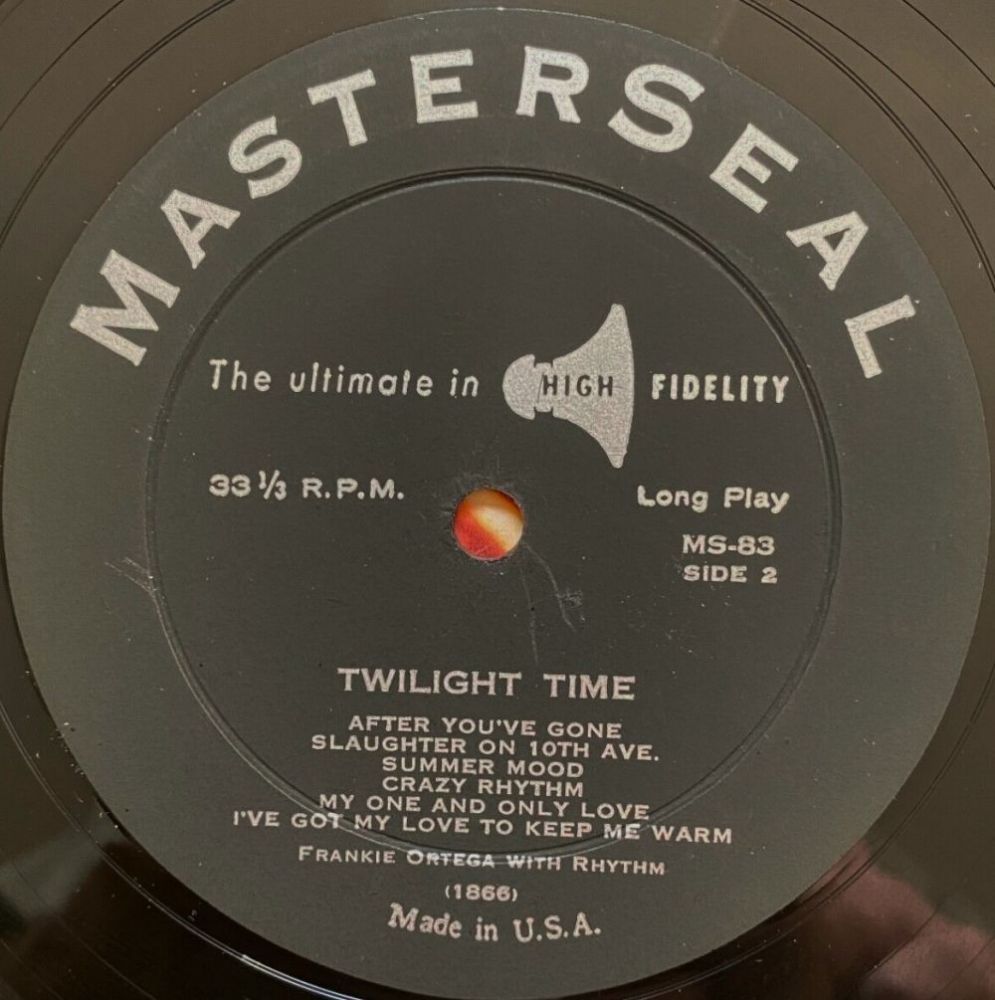 MASTERSEAL
The ultimate in HIGH FIDELITY
33 1/3 R.P.M.
Long Play
MS-83
SIDE 2
TWILIGHT TIME
AFTER YOU'VE GONE
SLAUGHTER ON 10TH AVE.
SUMMER MOOD
CRAZY RHYTHM
MY ONE AND ONLY LOVE
I'VE GOT MY LOVE TO KEEP ME WARM
FRANKIE ORTEGA WITH RHYTHM
(1866)
Made in U.S.A.